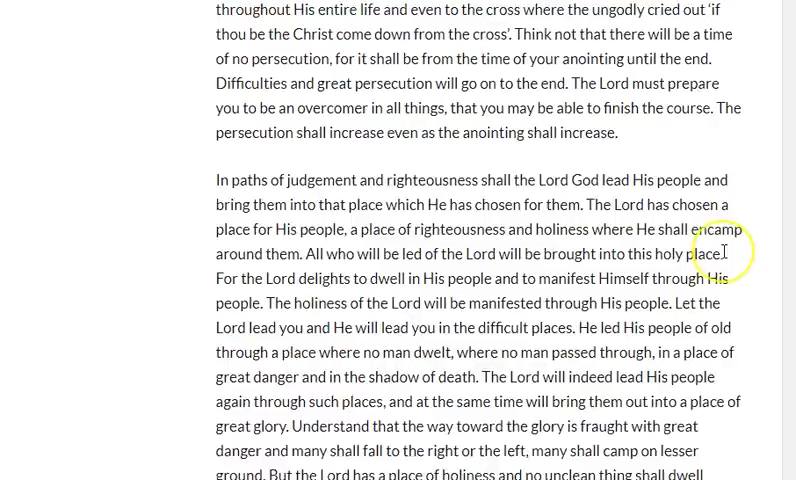 throughout His entire life and even to the cross where the ungodly cried out ‘if
thou be the Christ come down from the cross’. Think not that there will be a time
of no persecution, for it shall be from the time of your anointing until the end.
Difficulties and great persecution will go on to the end. The Lord must prepare
you to be an overcomer in all things, that you may be able to finish the course. The
persecution shall increase even as the anointing shall increase.
In paths of judgement and righteousness shall the Lord God lead His people and
bring them into that place which He has chosen for them. The Lord has chosen a
place for His people, a place of righteousness and holiness where He shall encamp
around them. All who will be led of the Lord will be brought into this holy place.
For the Lord delights to dwell in His people and to manifest Himself through His
people. The holiness of the Lord will be manifested through His people. Let the
Lord lead you and He will lead you in the difficult places. He led His people of old
through a place where no man dwelt, where no man passed through, in a place of
great danger and in the shadow of death. The Lord will indeed lead His people
again through such places, and at the same time will bring them out into a place of
great glory. Understand that the way toward the glory is fraught with great
danger and many shall fall to the right or the left, many shall camp on lesser
ground. But the Lord has a place of holiness and no unclean thing shall dwell